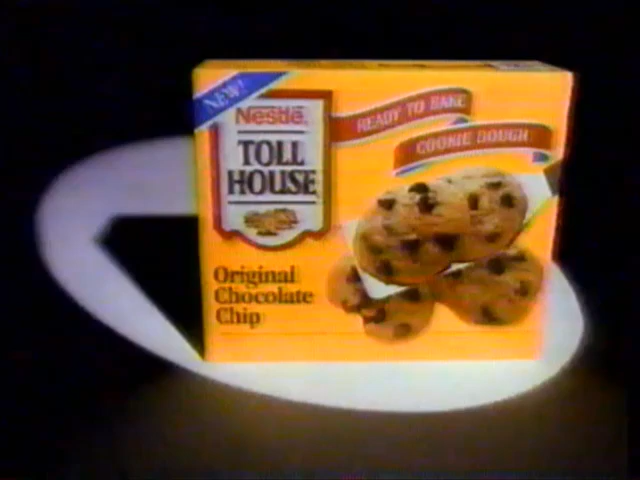 NEW!
Nestlé
TOLL
HOUSE
READY TO BAKE
COOKIE DOUGH
Original
Chocolate
Chip